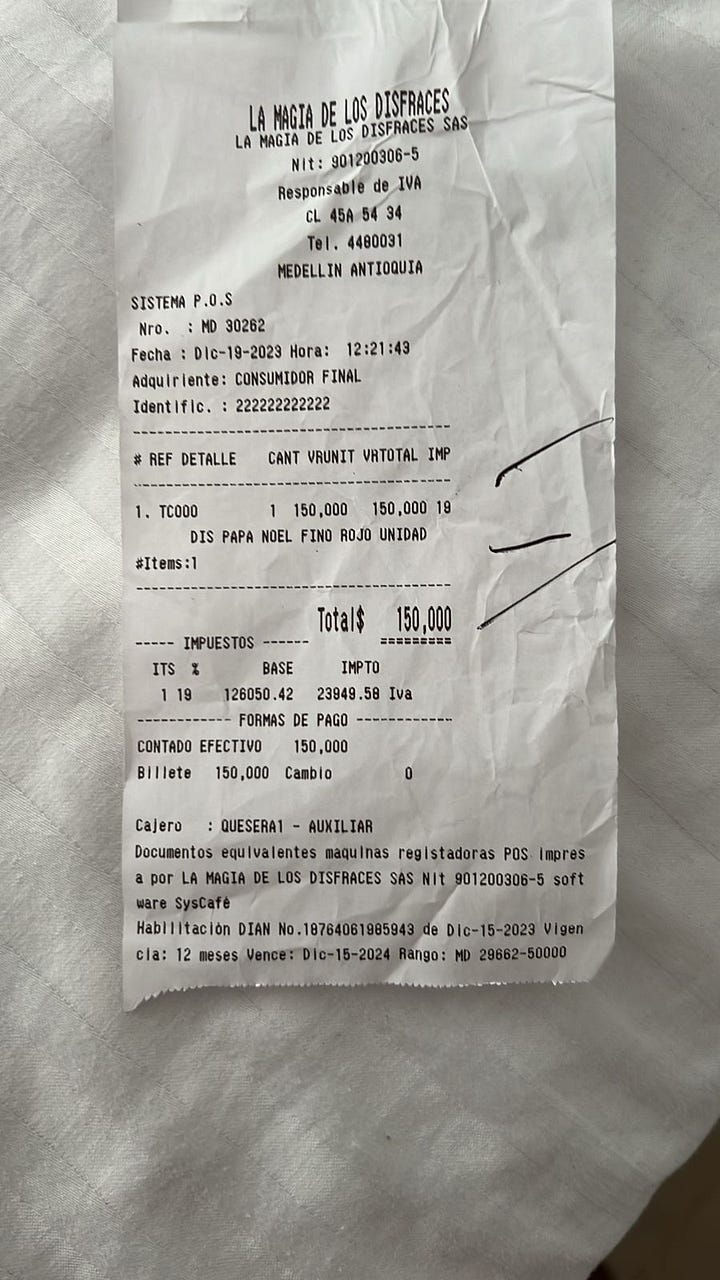 LA MAGIA DE LOS DISFRACES
LA MAGIA DE LOS DISFRACES SAS
Nit: 901200306-5
Responsable de IVA
CL 45A 54 34
Tel. 4480031
MEDELLIN ANTIOQUIA
SISTEMA P.O.S
Nro. : MD 30262
Fecha : Dic-19-2023 Hora: 12:21:43
Adquiriente: CONSUMIDOR FINAL
Identific. : 222222222222
# REF DETALLE CANT VRUNIT VRTOTAL IMP
1. TC000 1 150,000 150,000 19
DIS PAPA NOEL FINO ROJO UNIDAD
#Items:1
Total$ 150,000
----- IMPUESTOS ------ =========
ITS % BASE IMPTO
1 19 126050.42 23949.58 Iva
------------ FORMAS DE PAGO ------------
CONTADO EFECTIVO 150,000
Billete 150,000 Cambio 0
Cajero : QUESERA1 - AUXILIAR
Documentos equivalentes maquinas registadoras POS impres
a por LA MAGIA DE LOS DISFRACES SAS Nit 901200306-5 soft
ware SysCafé
Habilitación DIAN No.18764061985943 de Dic-15-2023 Vigen
cia: 12 meses Vence: Dic-15-2024 Rango: MD 29662-50000